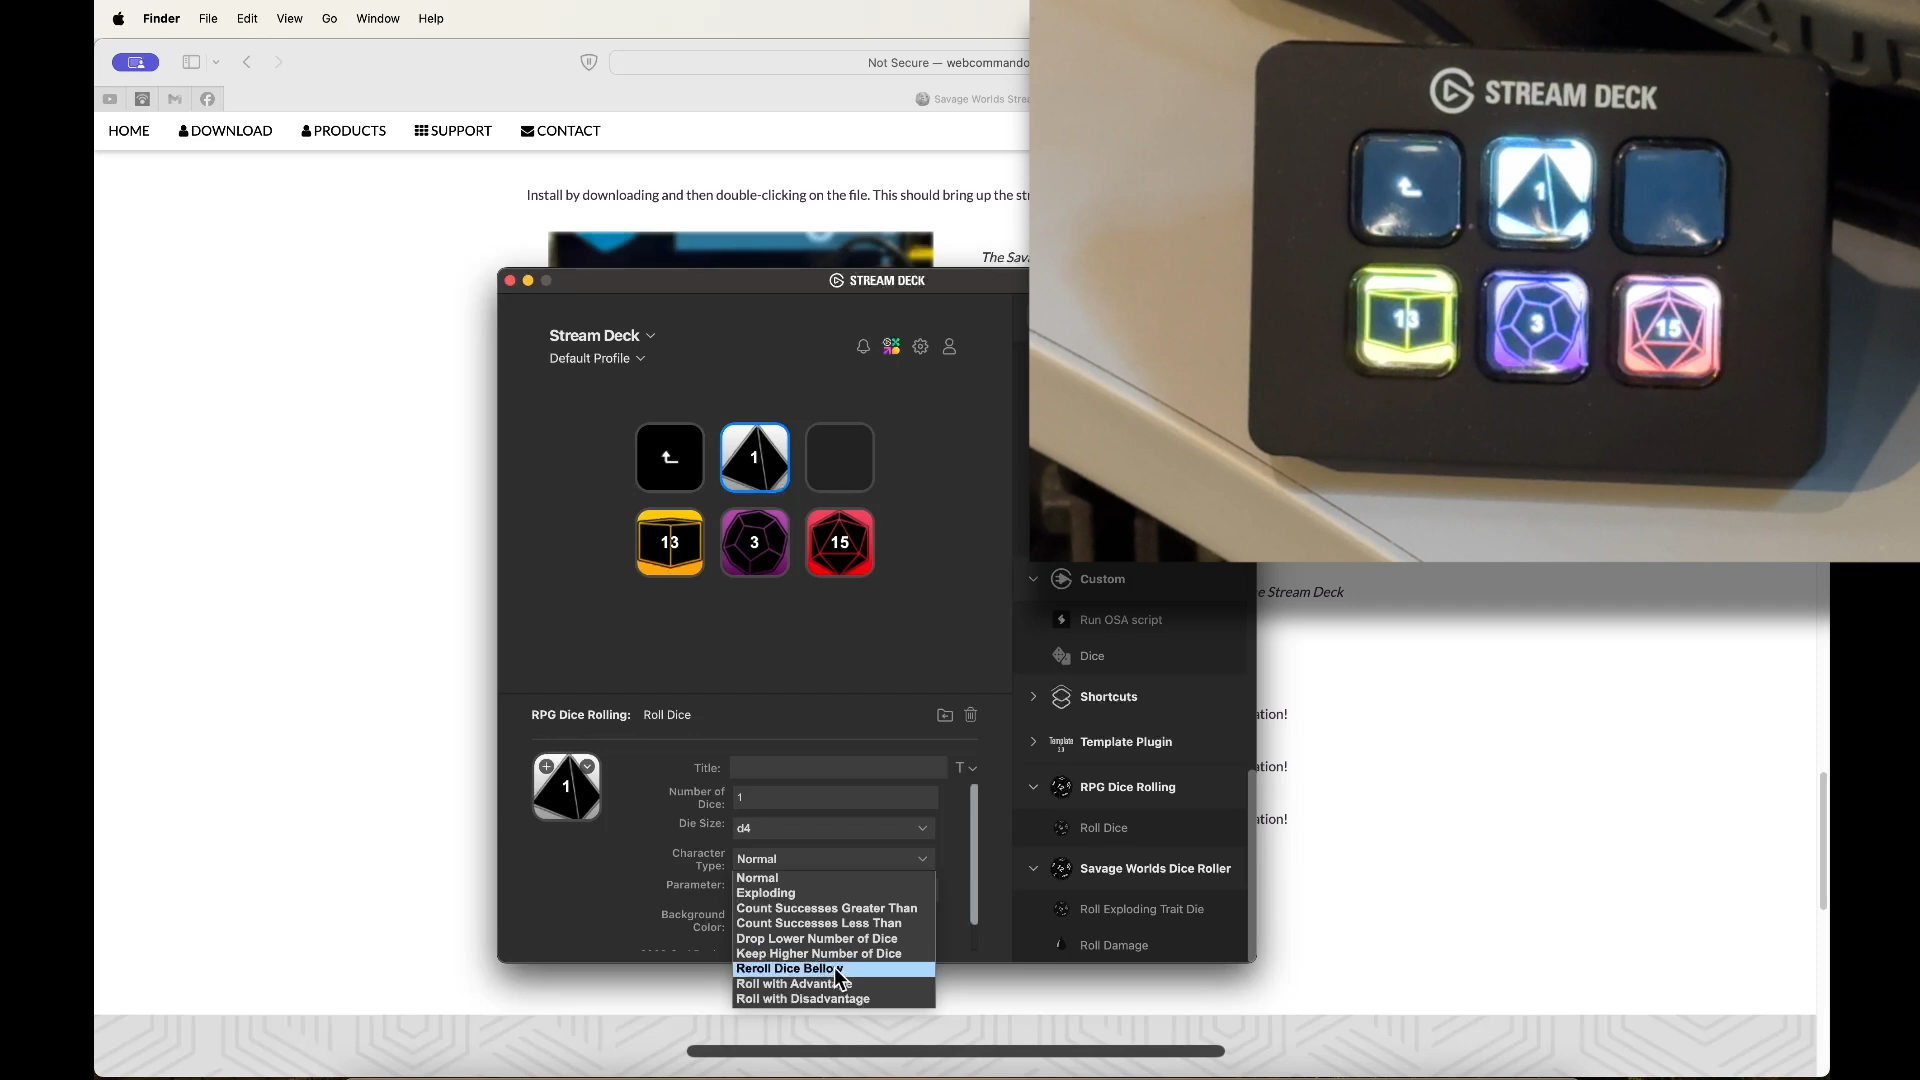 Finder File Edit View Go Window Help
Not Secure — webcommando
Savage Worlds Strea
HOME DOWNLOAD PRODUCTS SUPPORT CONTACT
Install by downloading and then double-clicking on the file. This should bring up the st
The Sava
STREAM DECK
1
13 3 15
STREAM DECK
Stream Deck
Default Profile
1
13 3 15
Custom
Run OSA script
Dice
Shortcuts
Template Plugin
RPG Dice Rolling
Roll Dice
Savage Worlds Dice Roller
Roll Exploding Trait Die
Roll Damage
e Stream Deck
ation!
ation!
ation!
RPG Dice Rolling: Roll Dice
1
Title:
Number of Dice: 1
Die Size: d4
Character Type: Normal
Parameter:
Background Color:
Normal
Exploding
Count Successes Greater Than
Count Successes Less Than
Drop Lower Number of Dice
Keep Higher Number of Dice
Reroll Dice Bellow
Roll with Advantage
Roll with Disadvantage